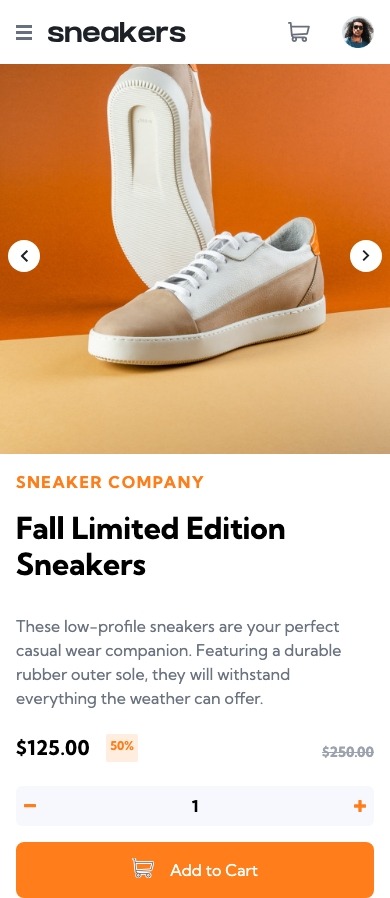 sneakers
SNEAKER COMPANY
Fall Limited Edition
Sneakers
These low-profile sneakers are your perfect
casual wear companion. Featuring a durable
rubber outer sole, they will withstand
everything the weather can offer.
$125.00 50% $250.00
1
Add to Cart